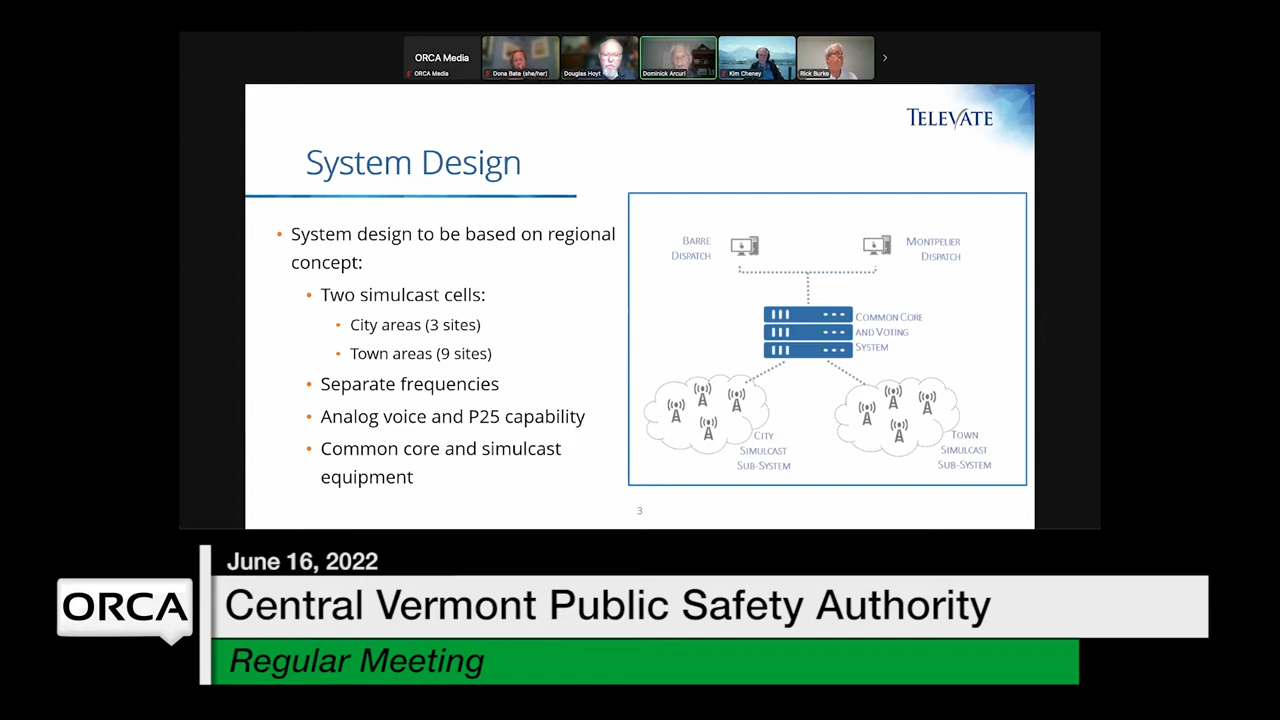 ORCA Media
ORCA Media
Dona Bate (she/her)
Douglas Hoyt
Dominick Arcuri
Kim Cheney
Rick Burke
TELEVATE
System Design
• System design to be based on regional
concept:
• Two simulcast cells:
• City areas (3 sites)
• Town areas (9 sites)
• Separate frequencies
• Analog voice and P25 capability
• Common core and simulcast
equipment
BARRE
DISPATCH
MONTPELIER
DISPATCH
COMMON CORE
AND VOTING
SYSTEM
CITY
SIMULCAST
SUB-SYSTEM
TOWN
SIMULCAST
SUB-SYSTEM
3
June 16, 2022
ORCA
Central Vermont Public Safety Authority
Regular Meeting